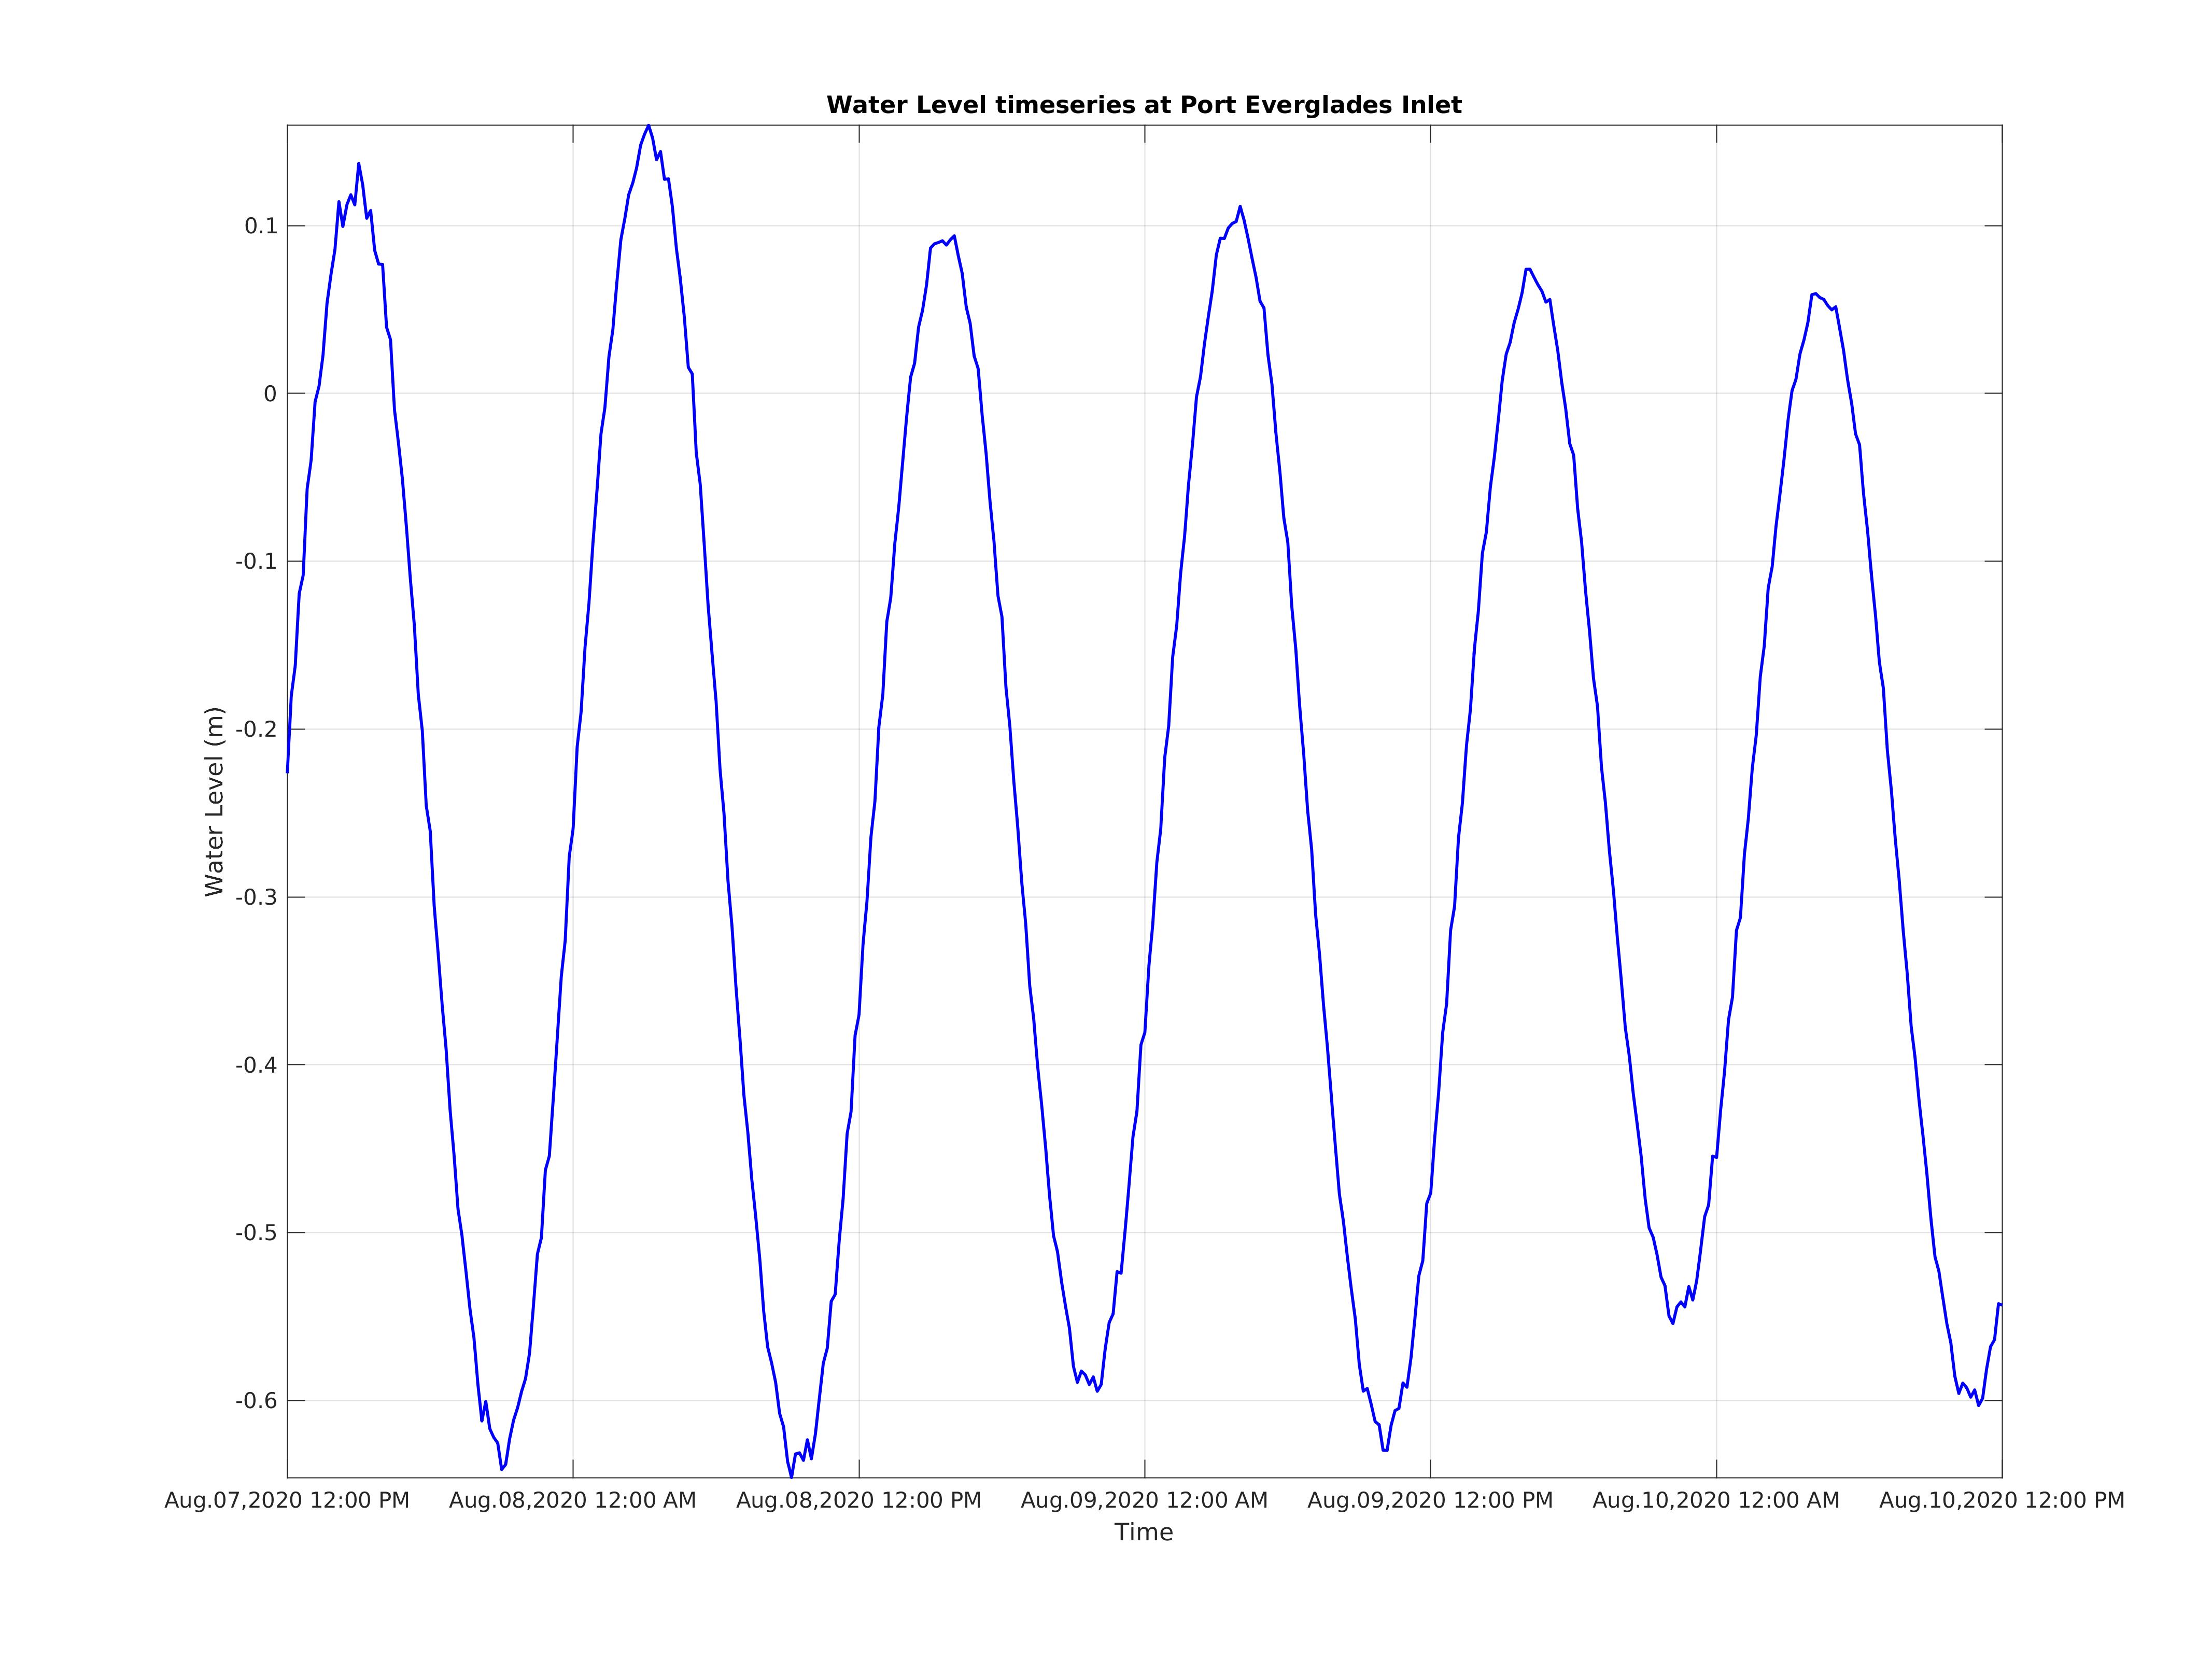 Water Level timeseries at Port Everglades Inlet
0.1
0
-0.1
-0.2
-0.3
-0.4
-0.5
-0.6
Water Level (m)
Aug.07,2020 12:00 PM Aug.08,2020 12:00 AM Aug.08,2020 12:00 PM Aug.09,2020 12:00 AM Aug.09,2020 12:00 PM Aug.10,2020 12:00 AM Aug.10,2020 12:00 PM
Time